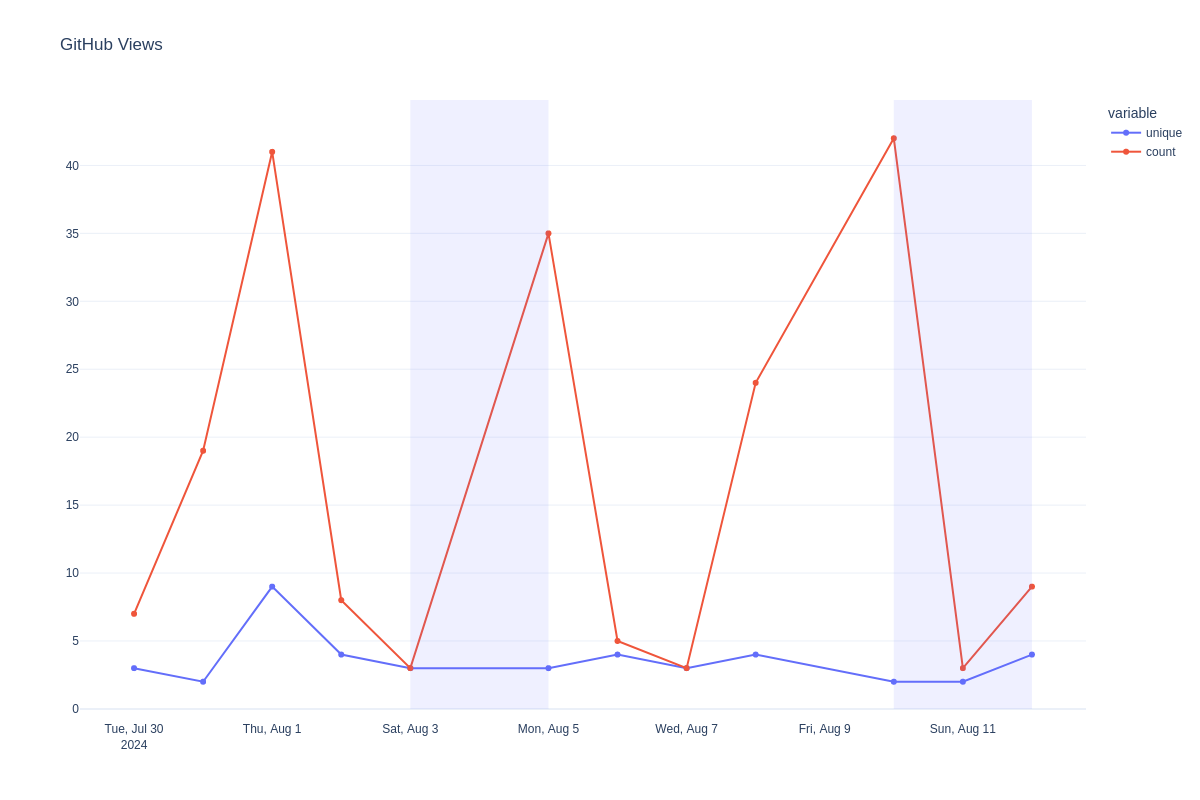 GitHub Views
variable
unique
count
40
35
30
25
20
15
10
5
0
Tue, Jul 30
2024
Thu, Aug 1
Sat, Aug 3
Mon, Aug 5
Wed, Aug 7
Fri, Aug 9
Sun, Aug 11